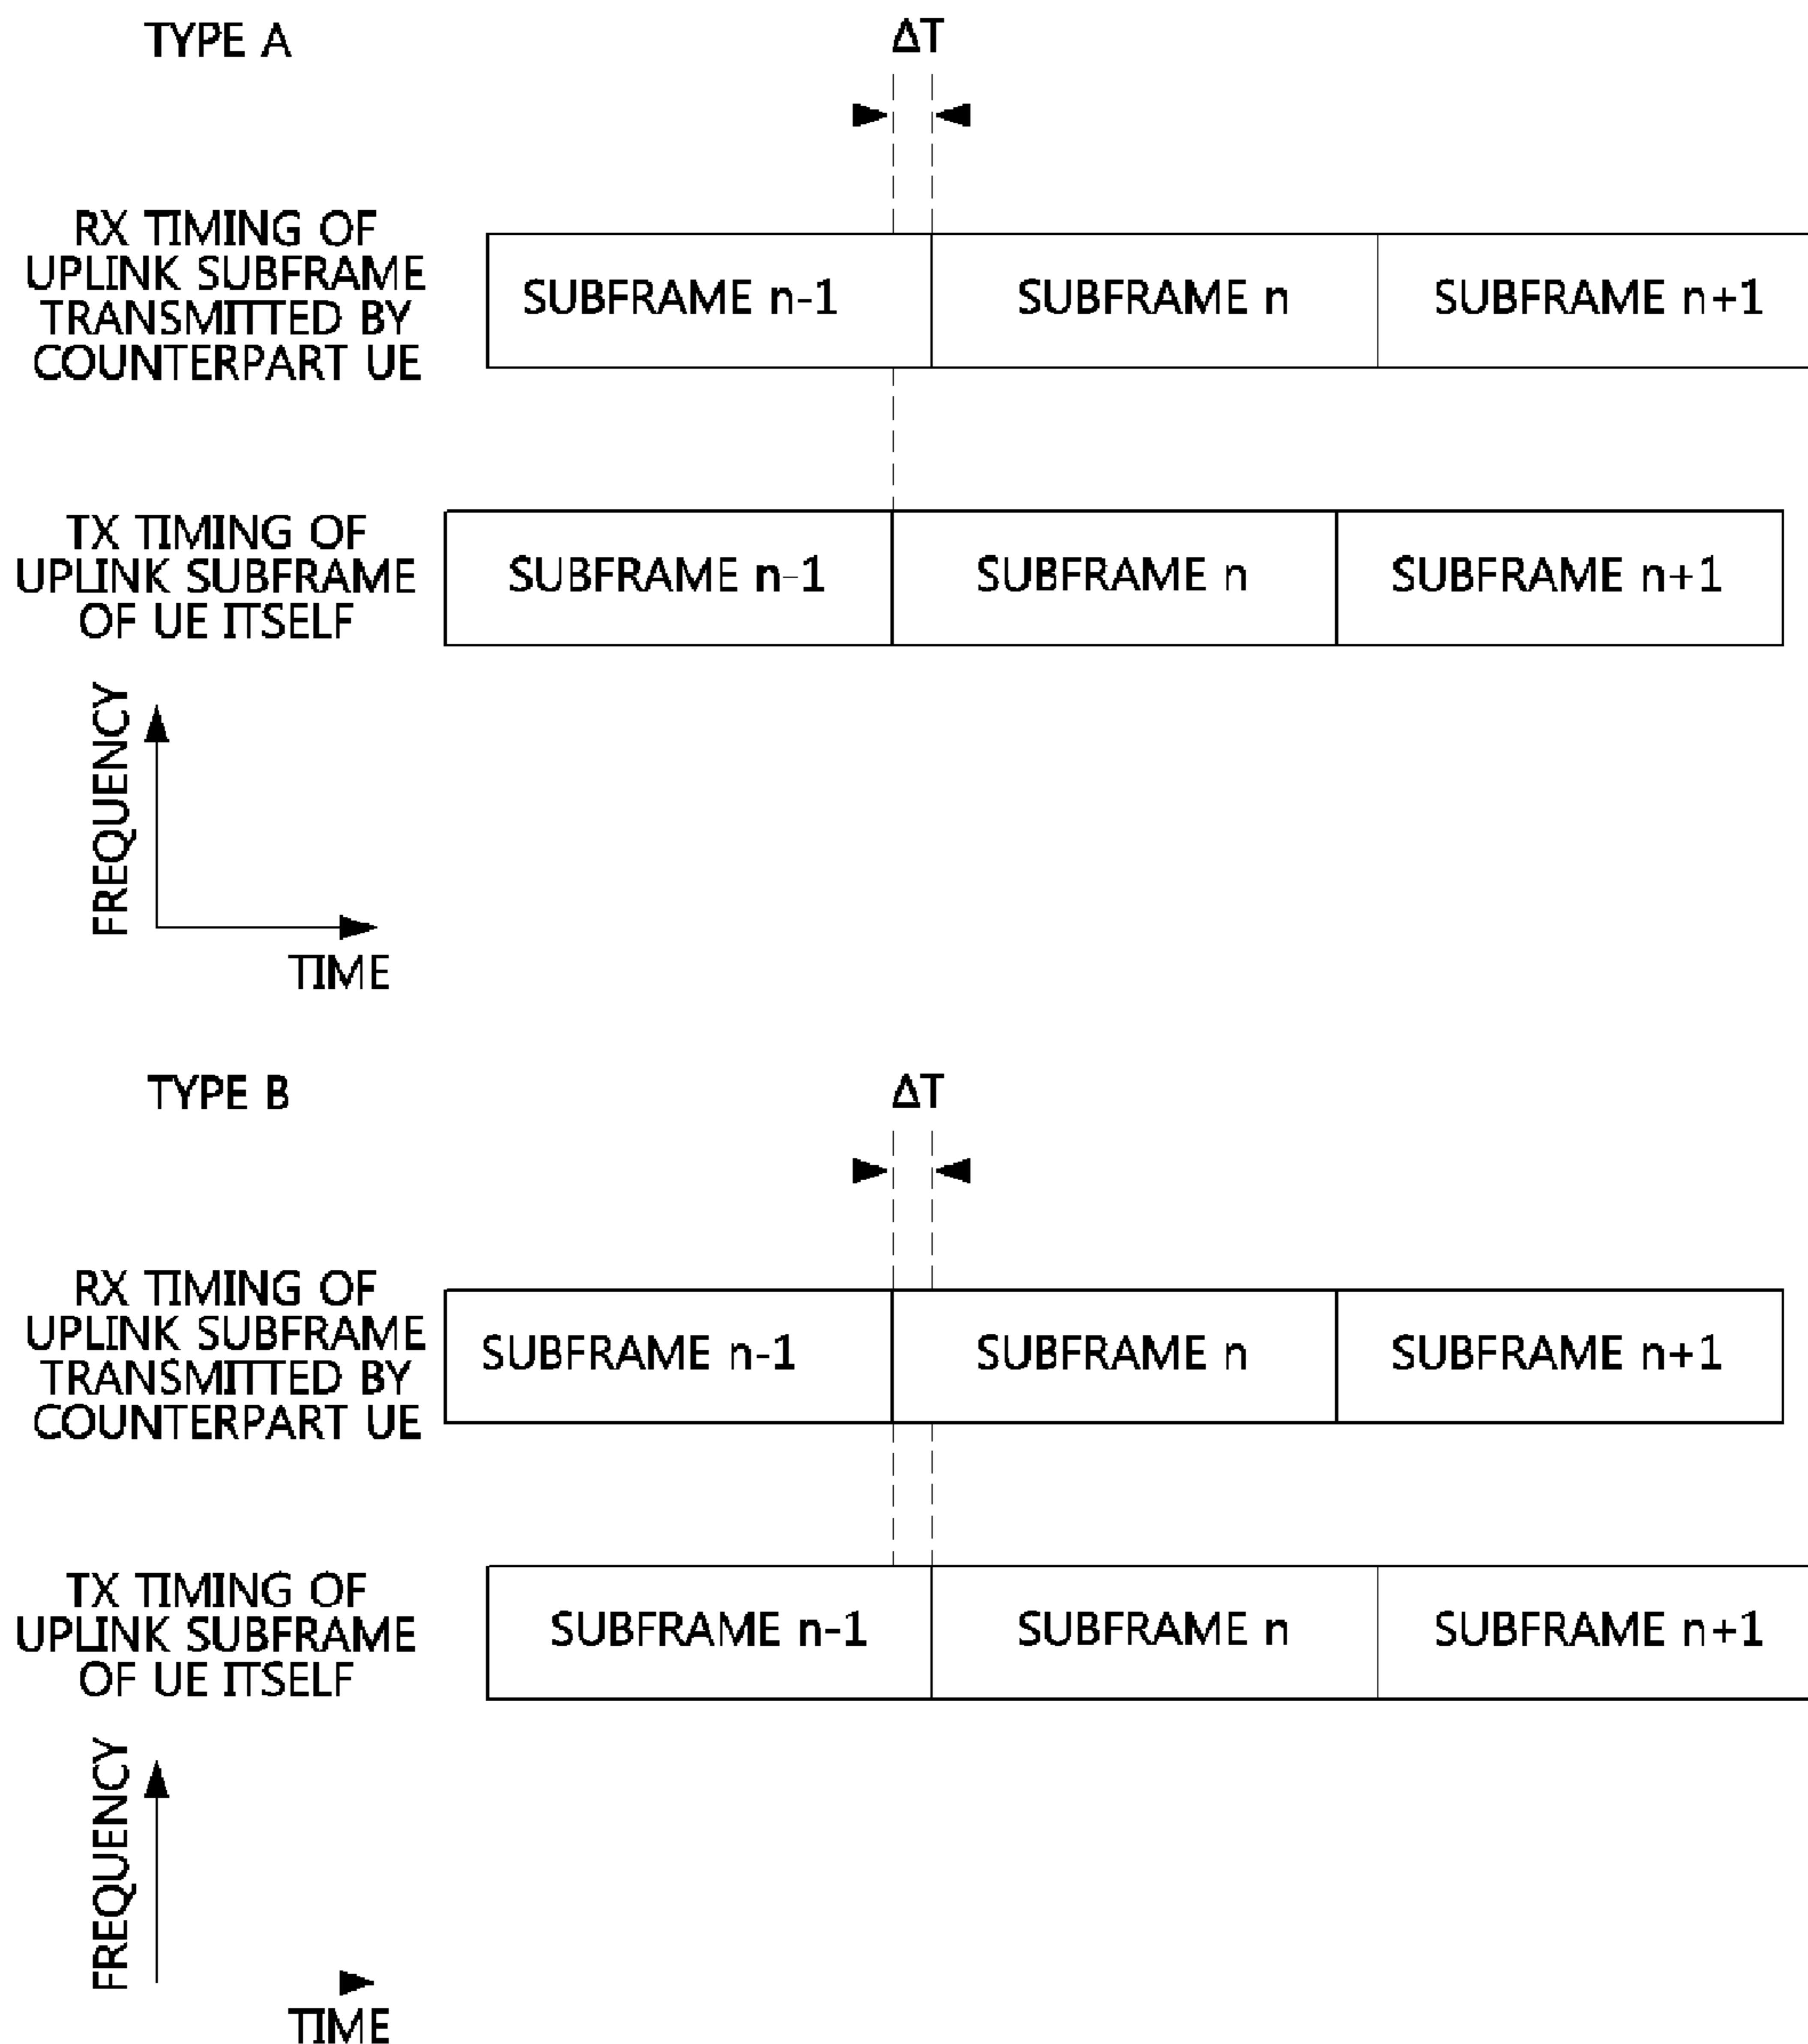 TYPE A
ΔT
RX TIMING OF
UPLINK SUBFRAME
TRANSMITTED BY
COUNTERPART UE
SUBFRAME n-1
SUBFRAME n
SUBFRAME n+1
TX TIMING OF
UPLINK SUBFRAME
OF UE ITSELF
SUBFRAME n-1
SUBFRAME n
SUBFRAME n+1
FREQUENCY
TIME
TYPE B
ΔT
RX TIMING OF
UPLINK SUBFRAME
TRANSMITTED BY
COUNTERPART UE
SUBFRAME n-1
SUBFRAME n
SUBFRAME n+1
TX TIMING OF
UPLINK SUBFRAME
OF UE ITSELF
SUBFRAME n-1
SUBFRAME n
SUBFRAME n+1
FREQUENCY
TIME